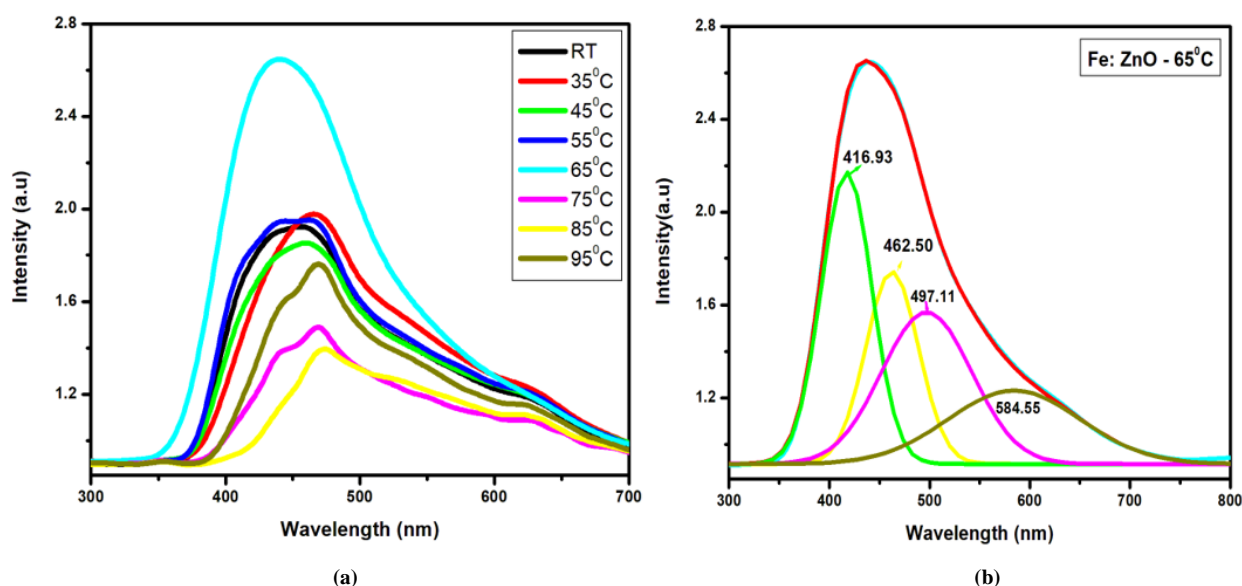 2.8
2.4
2.0
1.6
1.2
Intensity (a.u)
300 400 500 600 700
Wavelength (nm)
RT
35⁰C
45⁰C
55⁰C
65⁰C
75⁰C
85⁰C
95⁰C
(a)
2.8
2.4
2.0
1.6
1.2
Intensity(a.u)
300 400 500 600 700 800
Wavelength (nm)
Fe: ZnO - 65⁰C
416.93
462.50
497.11
584.55
(b)